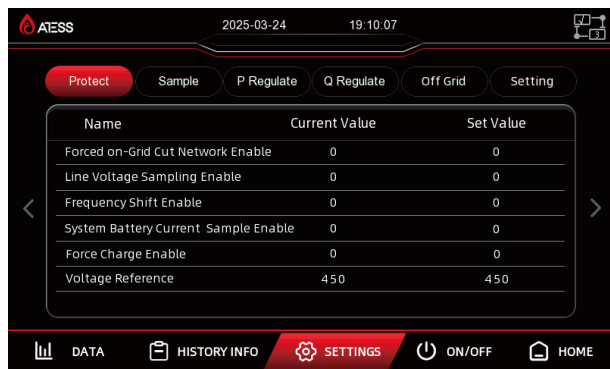 ATESS 2025-03-24 19:10:07
3
Protect Sample P Regulate Q Regulate Off Grid Setting
Name Current Value Set Value
Forced on-Grid Cut Network Enable 0 0
Line Voltage Sampling Enable 0 0
Frequency Shift Enable 0 0
System Battery Current Sample Enable 0 0
Force Charge Enable 0 0
Voltage Reference 450 450
DATA HISTORY INFO SETTINGS ON/OFF HOME